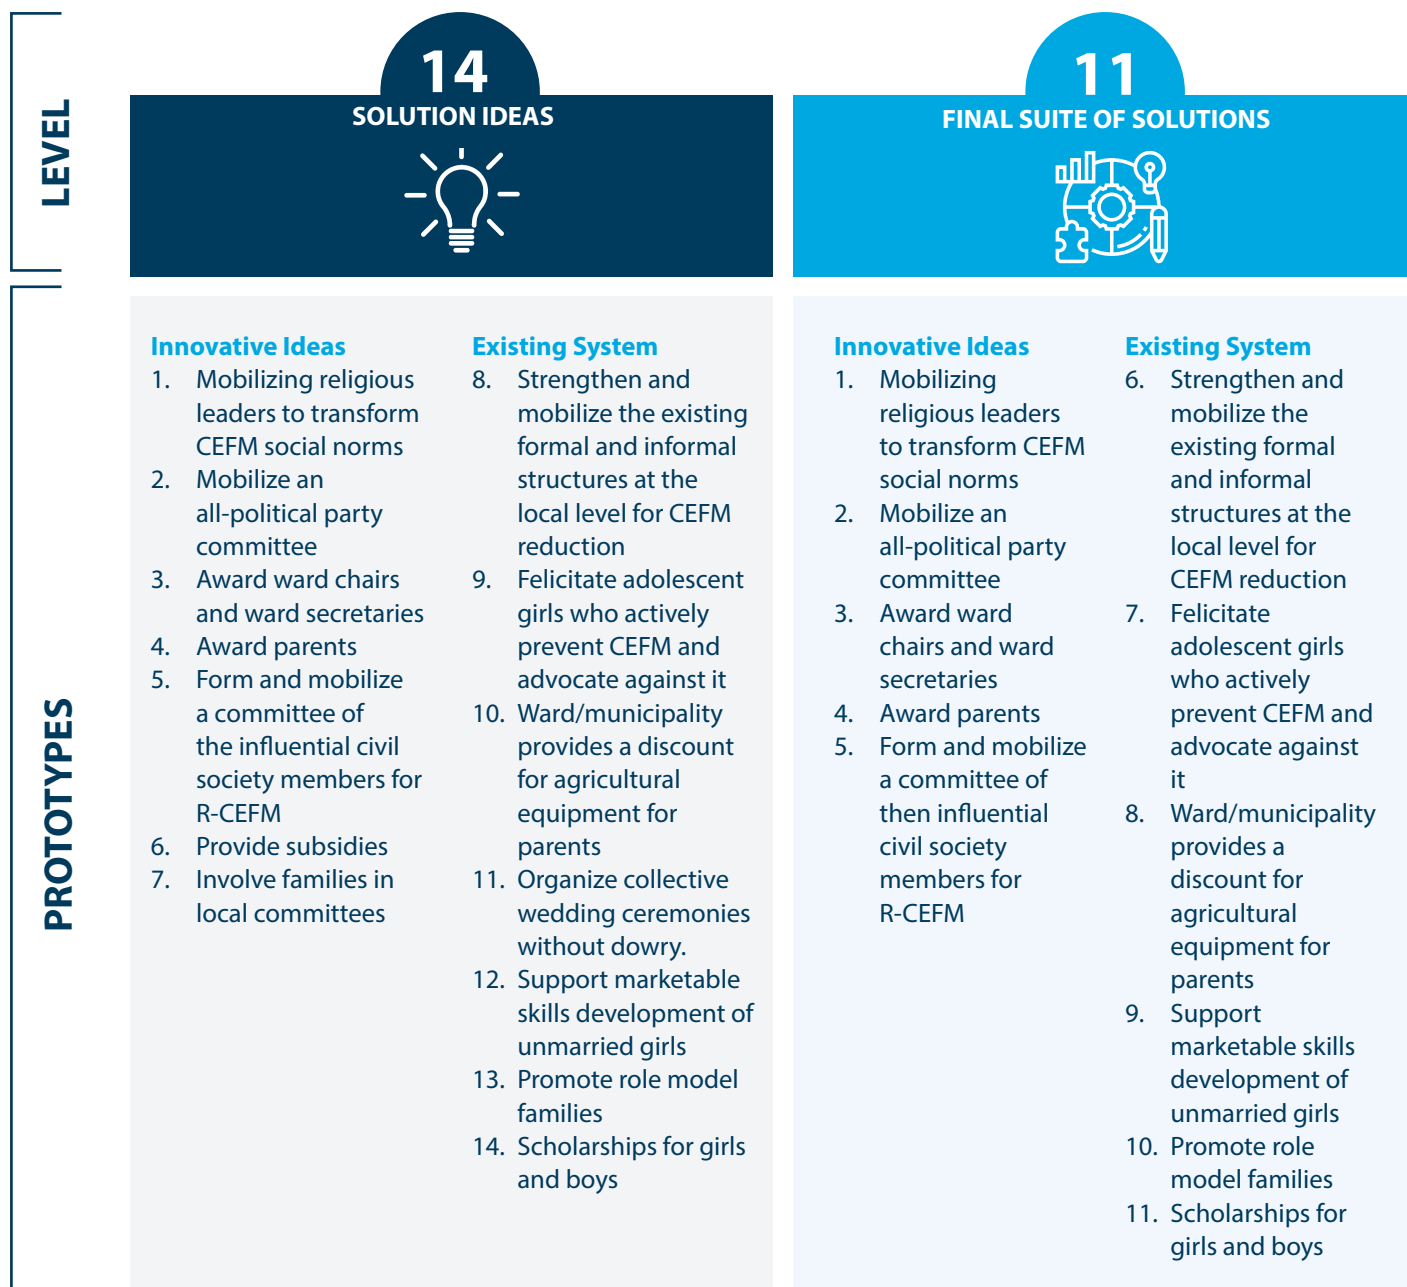 LEVEL
14
SOLUTION IDEAS
11
FINAL SUITE OF SOLUTIONS
PROTOTYPES
Innovative Ideas
1. Mobilizing religious
leaders to transform
CEFM social norms
2. Mobilize an
all-political party
committee
3. Award ward chairs
and ward secretaries
4. Award parents
5. Form and mobilize
a committee of
the influential civil
society members for
R-CEFM
6. Provide subsidies
7. Involve families in
local committees
Existing System
8. Strengthen and
mobilize the existing
formal and informal
structures at the
local level for CEFM
reduction
9. Felicitate adolescent
girls who actively
prevent CEFM and
advocate against it
10. Ward/municipality
provides a discount
for agricultural
equipment for
parents
11. Organize collective
wedding ceremonies
without dowry.
12. Support marketable
skills development of
unmarried girls
13. Promote role model
families
14. Scholarships for girls
and boys
Innovative Ideas
1. Mobilizing
religious leaders
to transform CEFM
social norms
2. Mobilize an
all-political party
committee
3. Award ward
chairs and ward
secretaries
4. Award parents
5. Form and mobilize
a committee of
then influential
civil society
members for
R-CEFM
Existing System
6. Strengthen and
mobilize the
existing formal
and informal
structures at the
local level for
CEFM reduction
7. Felicitate
adolescent girls
who actively
prevent CEFM and
advocate against
it
8. Ward/municipality
provides a
discount for
agricultural
equipment for
parents
9. Support
marketable skills
development of
unmarried girls
10. Promote role
model families
11. Scholarships for
girls and boys